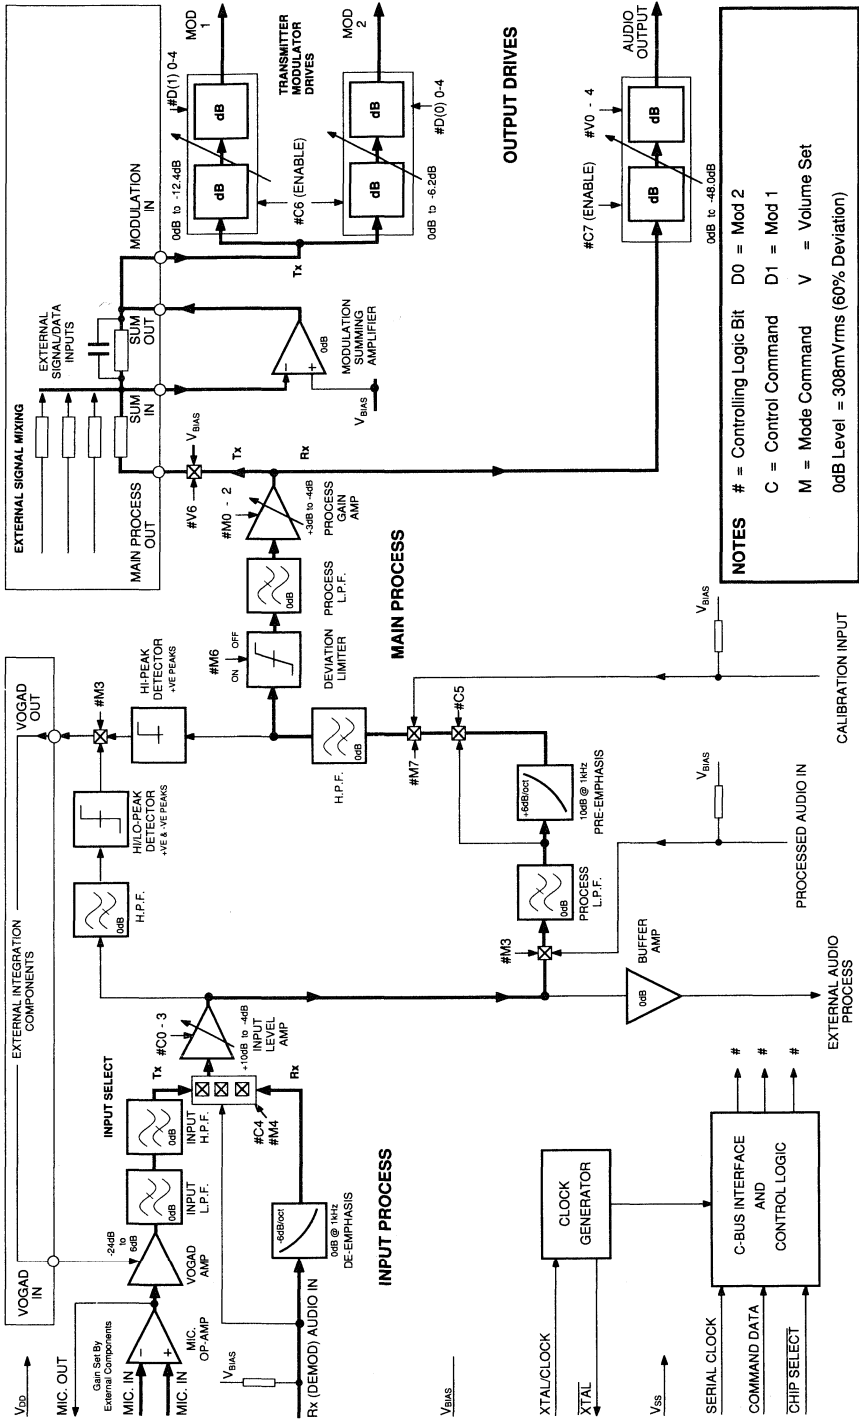 V_DD
MIC. OUT
Gain Set By
External Components
MIC. IN
MIC. IN
VOGAD
IN
EXTERNAL INTEGRATION
COMPONENTS
VOGAD
OUT
−
+
MIC.
OP-AMP
-24dB
to
6dB
VOGAD
AMP
0dB
INPUT
L.P.F.
0dB
INPUT
H.P.F.
INPUT SELECT
Tx
Rx
#C4
#M4
V_BIAS
Rx (DEMOD) AUDIO IN
-6dB/oct
0dB @ 1kHz
DE-EMPHASIS
INPUT PROCESS
#C0 - 3
+10dB to -4dB
INPUT
LEVEL
AMP
0dB
H.P.F.
HI/LO-PEAK
DETECTOR
+VE & -VE PEAKS
#M3
HI-PEAK
DETECTOR
+VE PEAKS
#M3
0dB
PROCESS
L.P.F.
+6dB/oct
10dB @ 1kHz
PRE-EMPHASIS
#C5
#M7
0dB
H.P.F.
0dB
BUFFER
AMP
EXTERNAL AUDIO
PROCESS
PROCESSED AUDIO IN
V_BIAS
CALIBRATION INPUT
V_BIAS
#M6
ON
OFF
DEVIATION
LIMITER
0dB
PROCESS
L.P.F.
#M0 - 2
+3dB to -4dB
PROCESS
GAIN
AMP
MAIN PROCESS
Tx
Rx
#V6
V_BIAS
EXTERNAL SIGNAL MIXING
MAIN PROCESS
OUT
SUM
IN
EXTERNAL
SIGNAL/DATA
INPUTS
SUM
OUT
MODULATION
IN
−
+
0dB
MODULATION
SUMMING
AMPLIFIER
V_BIAS
Tx
0dB to -12.4dB
dB
dB
#D(1) 0-4
MOD
1
#C6 (ENABLE)
TRANSMITTER
MODULATOR
DRIVES
0dB to -6.2dB
dB
dB
#D(0) 0-4
MOD
2
OUTPUT DRIVES
#C7 (ENABLE)
#V0 - 4
dB
dB
0dB to -48.0dB
AUDIO
OUTPUT
V_BIAS
XTAL/CLOCK
XTAL
CLOCK
GENERATOR
V_SS
SERIAL CLOCK
COMMAND DATA
CHIP SELECT
C-BUS INTERFACE
AND
CONTROL LOGIC
#
#
#
NOTES
# = Controlling Logic Bit D0 = Mod 2
C = Control Command D1 = Mod 1
M = Mode Command V = Volume Set
0dB Level = 308mVrms (60% Deviation)